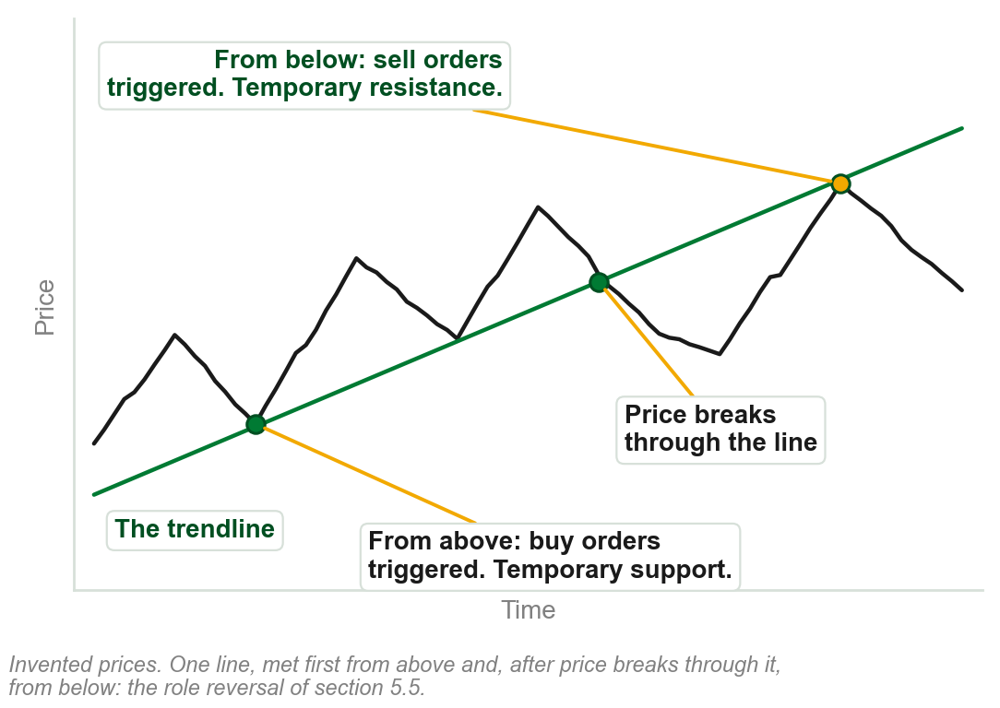 From below: sell orders
triggered. Temporary resistance.
Price
Price breaks
through the line
The trendline
From above: buy orders
triggered. Temporary support.
Time
Invented prices. One line, met first from above and, after price breaks through it,
from below: the role reversal of section 5.5.